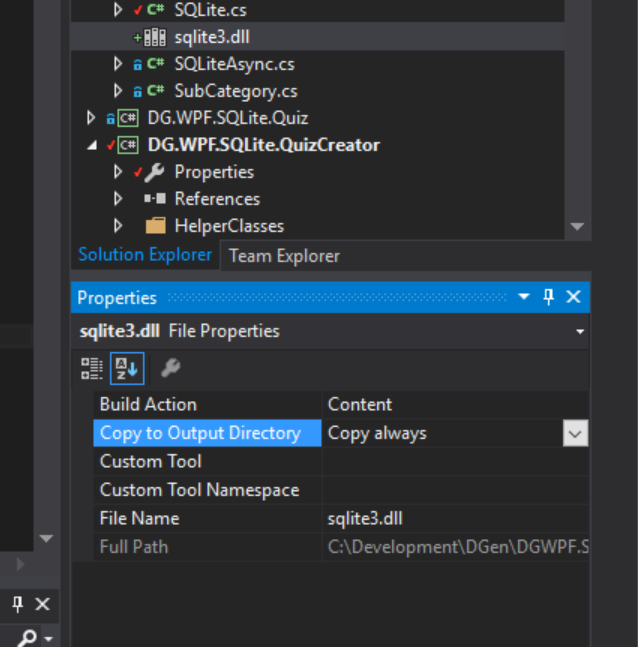 C# SQLite.cs
sqlite3.dll
C# SQLiteAsync.cs
C# SubCategory.cs
C# DG.WPF.SQLite.Quiz
C# DG.WPF.SQLite.QuizCreator
Properties
References
HelperClasses
Solution Explorer Team Explorer
Properties
sqlite3.dll File Properties
A Z
Build Action Content
Copy to Output Directory Copy always
Custom Tool
Custom Tool Namespace
File Name sqlite3.dll
Full Path C:\Development\DGen\DGWPF.S